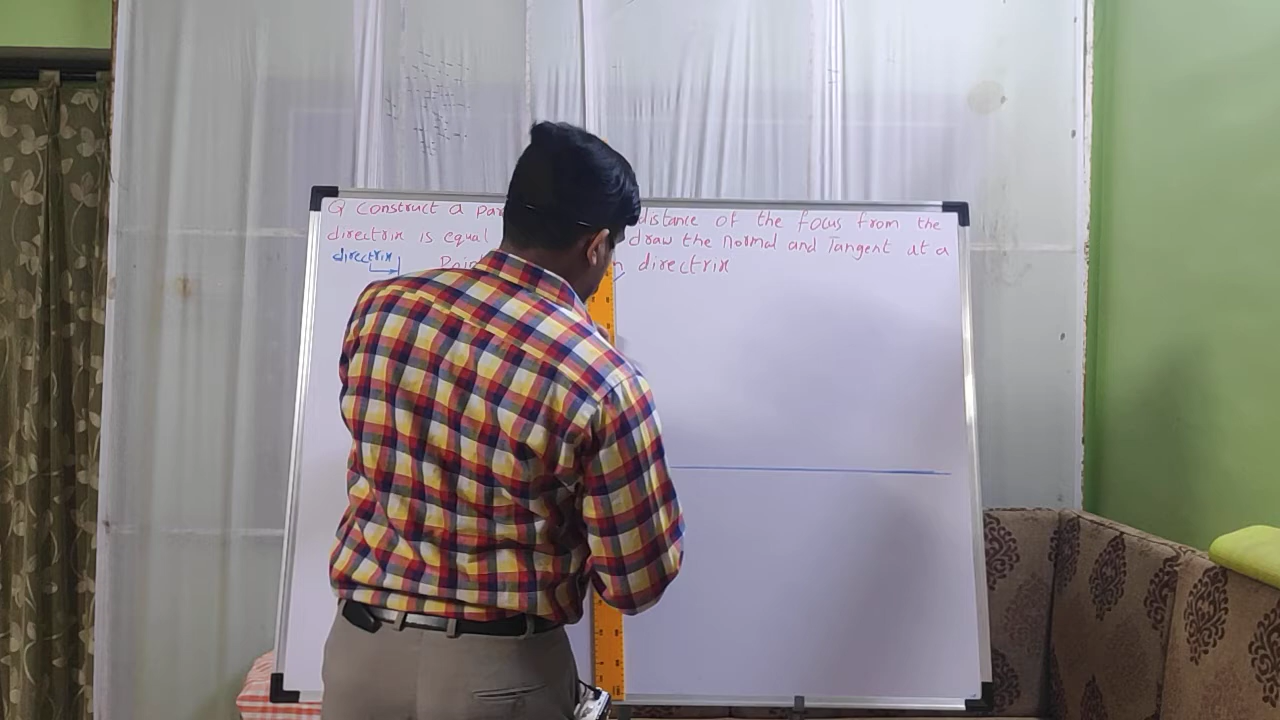 Q Construct a par distance of the focus from the
directrix is equal draw the normal and Tangent at a
directrix Poin directrix